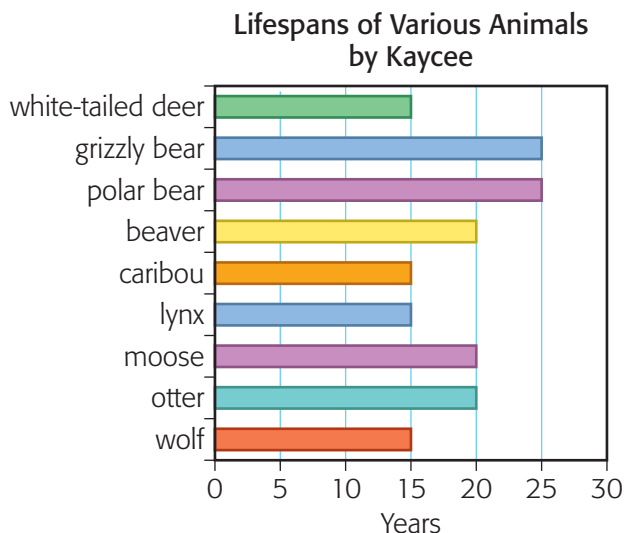 Lifespans of Various Animals
by Kaycee
white-tailed deer
grizzly bear
polar bear
beaver
caribou
lynx
moose
otter
wolf
0 5 10 15 20 25 30
Years